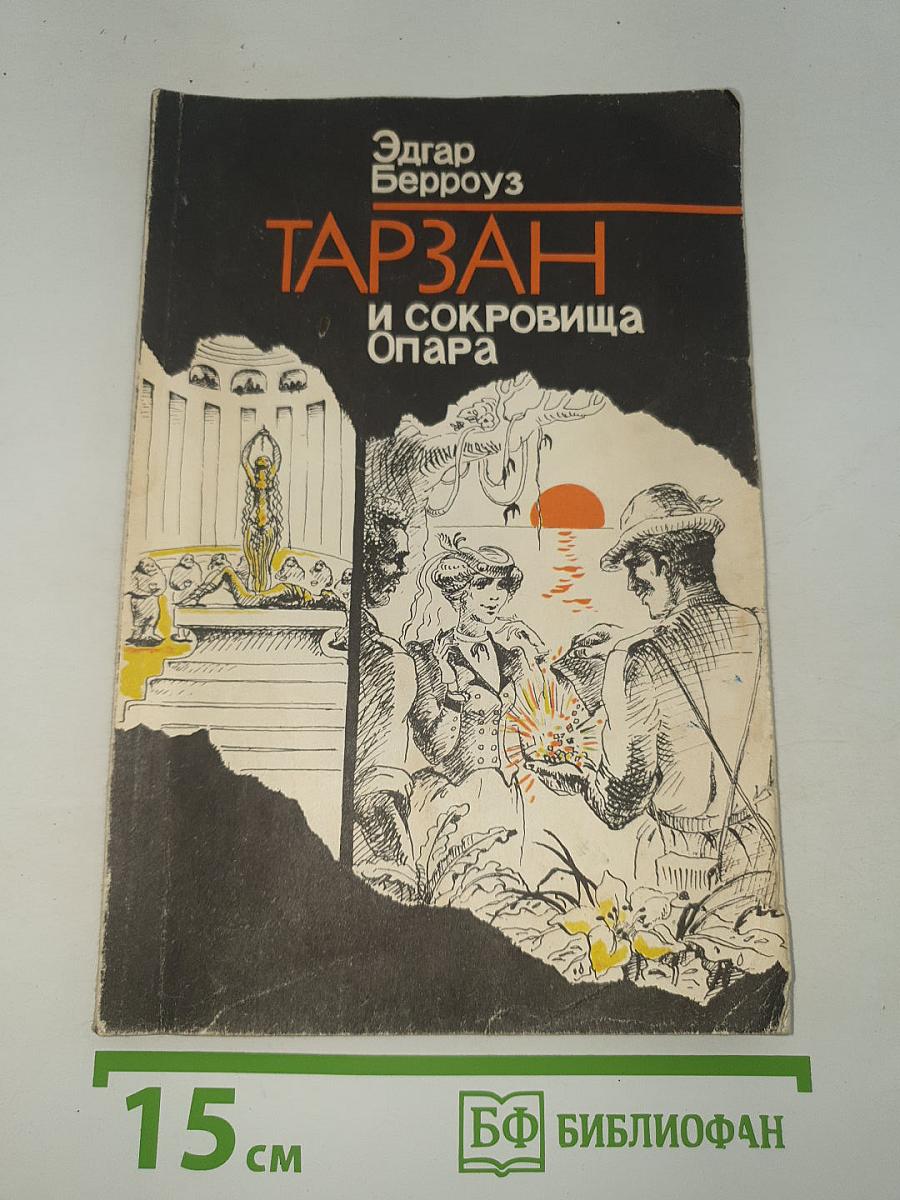 Эдгар
Берроуз
ТАРЗАН
и сокровища
Опара
15 см
БФ БИБЛИОФАН